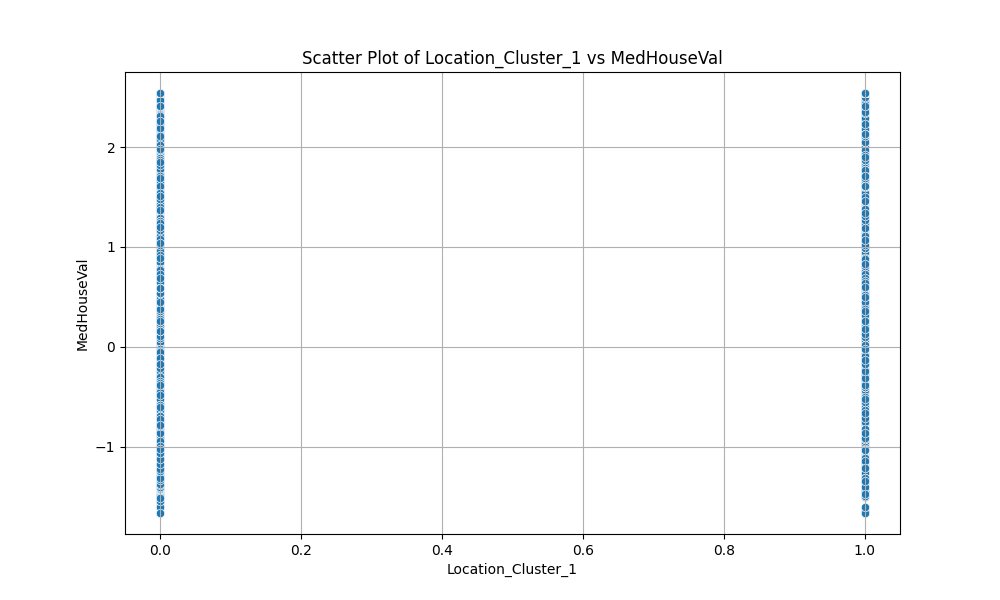 Scatter Plot of Location_Cluster_1 vs MedHouseVal
MedHouseVal
2
1
0
−1
0.0 0.2 0.4 0.6 0.8 1.0
Location_Cluster_1